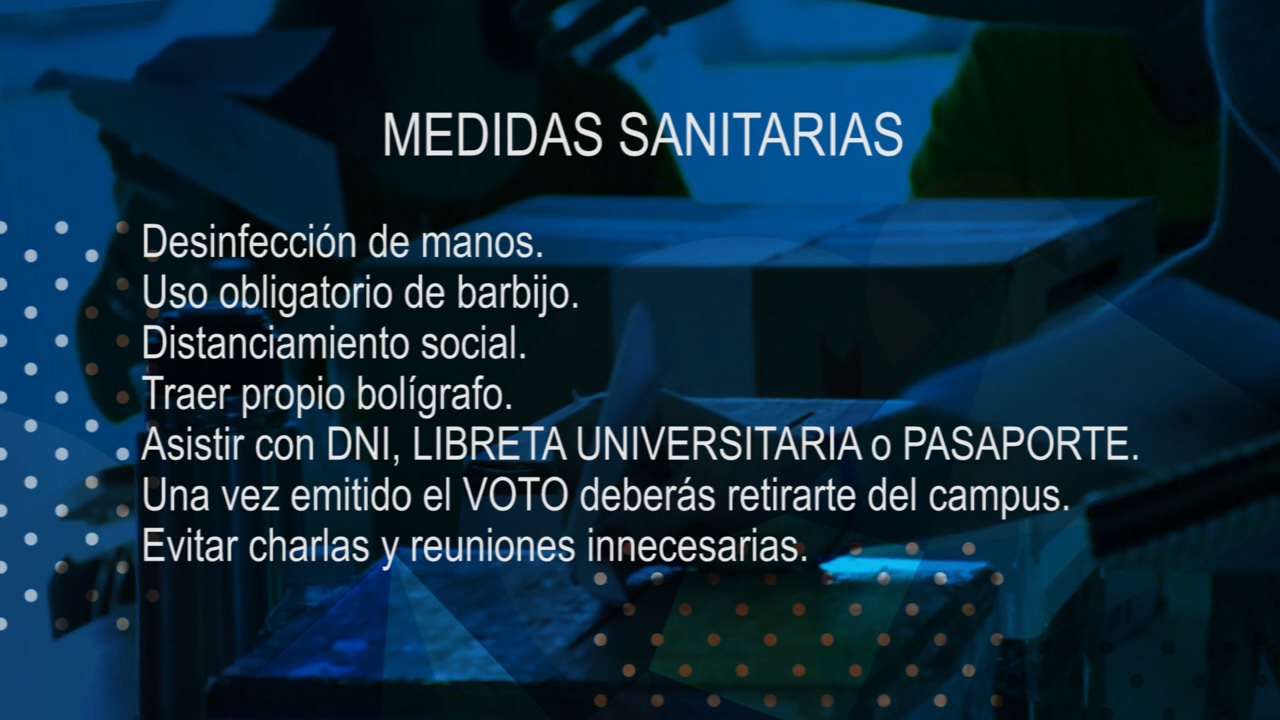 MEDIDAS SANITARIAS
Desinfección de manos.
Uso obligatorio de barbijo.
Distanciamiento social.
Traer propio bolígrafo.
Asistir con DNI, LIBRETA UNIVERSITARIA o PASAPORTE.
Una vez emitido el VOTO deberás retirarte del campus.
Evitar charlas y reuniones innecesarias.